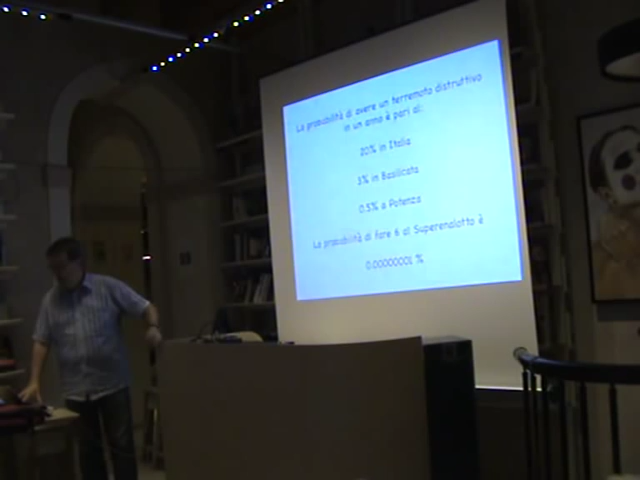 La probabilità di avere un terremoto distruttivo
in un anno è pari al:
20% in Italia
3% in Basilicata
0.5% a Potenza
La probabilità di fare 6 al Superenalotto è
0.00000001 %